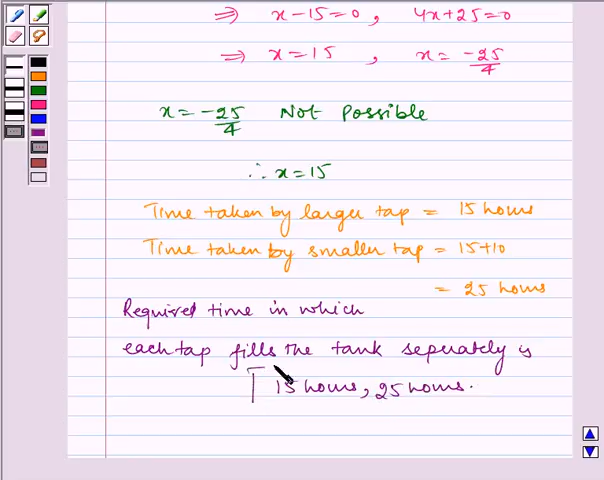 ⇒ x-15=0, 4x+25=0
⇒ x=15, x=-25/4
x=-25/4 Not Possible
∴ x=15
Time taken by larger tap = 15 hours
Time taken by smaller tap = 15+10
= 25 hours
Required time in which
each tap fills the tank seperately is
15 hours, 25 hours.